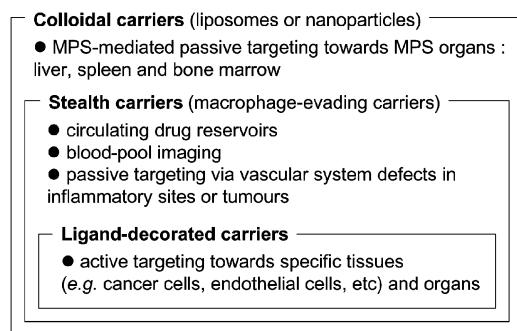 Colloidal carriers (liposomes or nanoparticles)
● MPS-mediated passive targeting towards MPS organs :
liver, spleen and bone marrow
Stealth carriers (macrophage-evading carriers)
● circulating drug reservoirs
● blood-pool imaging
● passive targeting via vascular system defects in
inflammatory sites or tumours
Ligand-decorated carriers
● active targeting towards specific tissues
(e.g. cancer cells, endothelial cells, etc) and organs